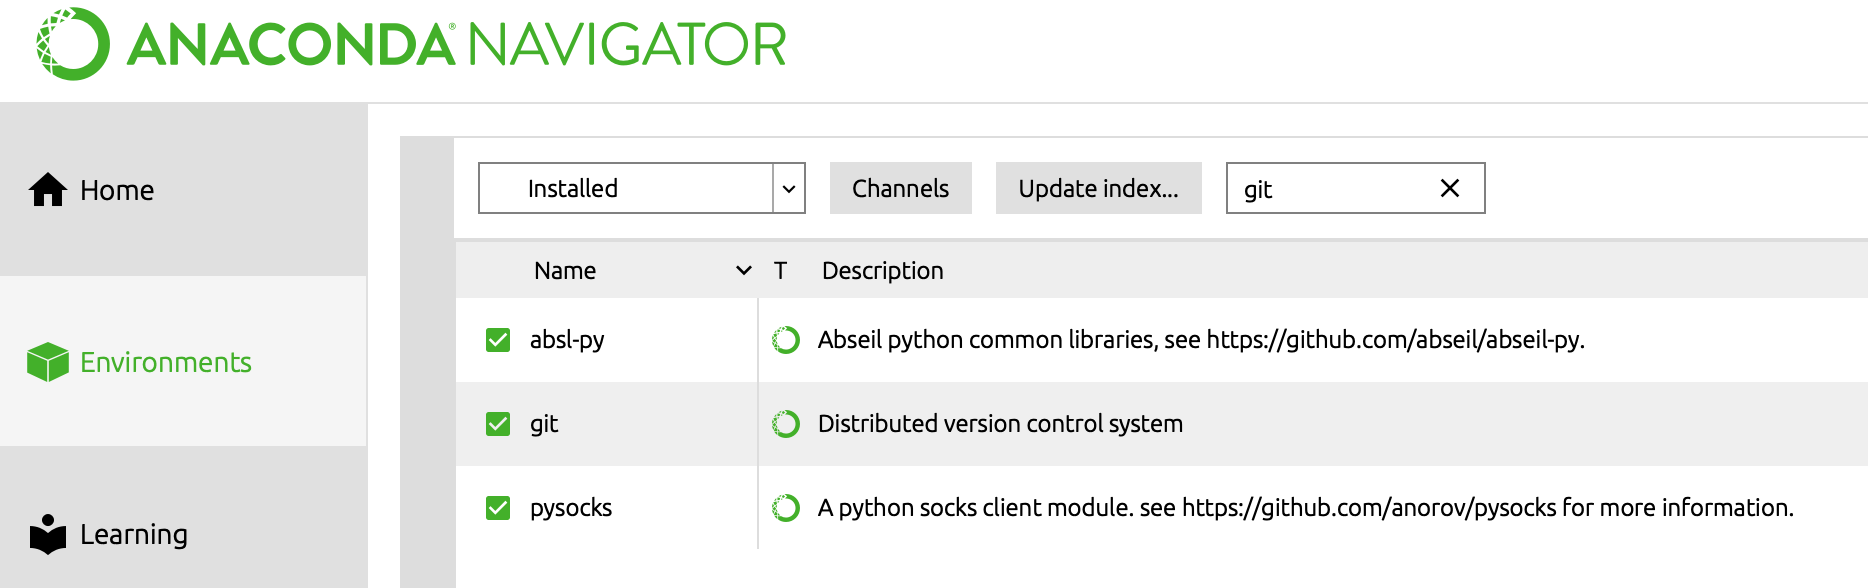 ANACONDA® NAVIGATOR
Home
Environments
Learning
Installed Channels Update index... git
Name T Description
absl-py Abseil python common libraries, see https://github.com/abseil/abseil-py.
git Distributed version control system
pysocks A python socks client module. see https://github.com/anorov/pysocks for more information.